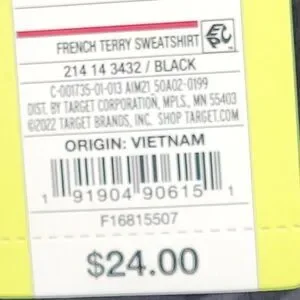 FRENCH TERRY SWEATSHIRT
214 14 3432 / BLACK
C-001735-01-013 AIM21 50A02-0199
DIST. BY TARGET CORPORATION, MPLS., MN 55403
©2022 TARGET BRANDS, INC. SHOP TARGET.COM
ORIGIN: VIETNAM
1 91904 90615 1
F16815507
$24.00